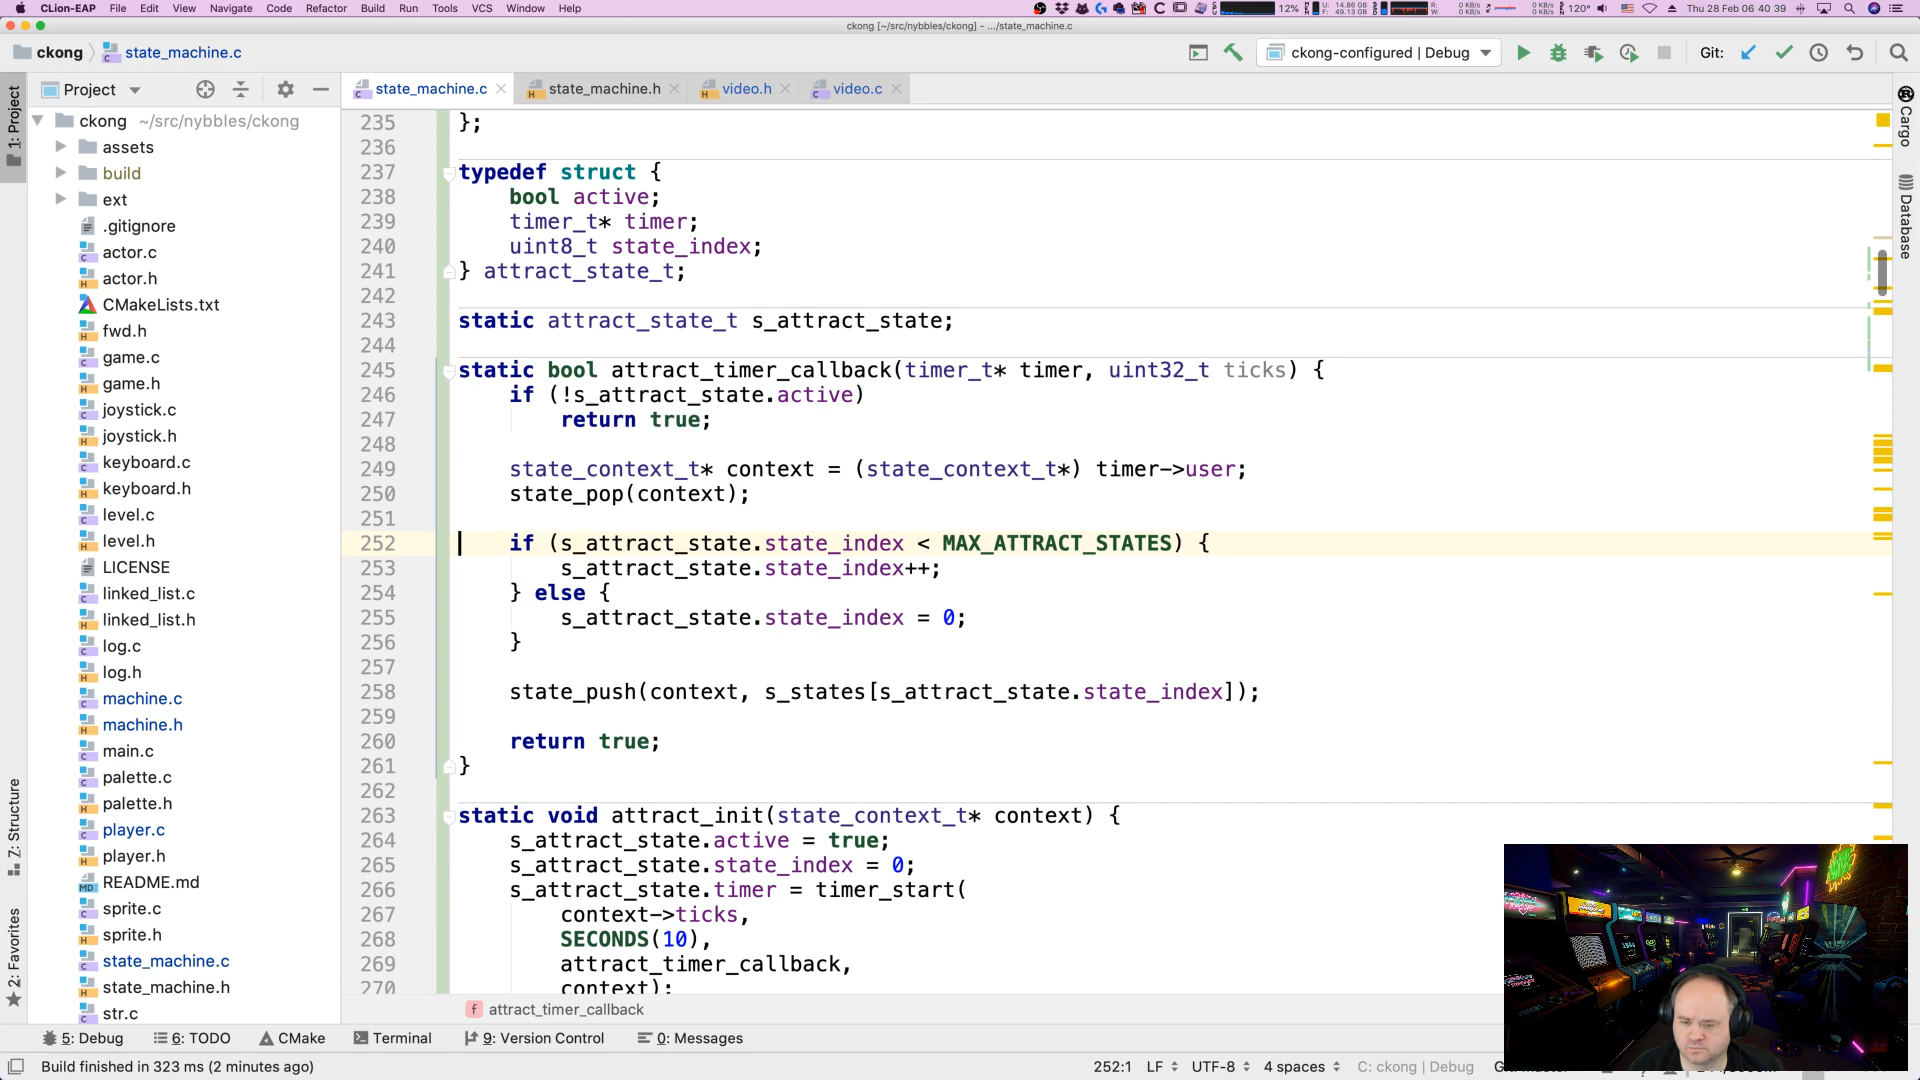 CLion-EAP File Edit View Navigate Code Refactor Build Run Tools VCS Window Help 12% 120° Thu 28 Feb 06 40 39
ckong [~/src/nybbles/ckong] - .../state_machine.c
ckong state_machine.c ckong-configured | Debug Git:
1: Project
Project
state_machine.c state_machine.h video.h video.c
ckong ~/src/nybbles/ckong
assets
build
ext
.gitignore
actor.c
actor.h
CMakeLists.txt
fwd.h
game.c
game.h
joystick.c
joystick.h
keyboard.c
keyboard.h
level.c
level.h
LICENSE
linked_list.c
linked_list.h
log.c
log.h
machine.c
machine.h
main.c
palette.c
palette.h
player.c
player.h
README.md
sprite.c
sprite.h
state_machine.c
state_machine.h
str.c
Z: Structure
2: Favorites
235 };
236
237 typedef struct {
238 bool active;
239 timer_t* timer;
240 uint8_t state_index;
241 } attract_state_t;
242
243 static attract_state_t s_attract_state;
244
245 static bool attract_timer_callback(timer_t* timer, uint32_t ticks) {
246 if (!s_attract_state.active)
247 return true;
248
249 state_context_t* context = (state_context_t*) timer->user;
250 state_pop(context);
251
252 if (s_attract_state.state_index < MAX_ATTRACT_STATES) {
253 s_attract_state.state_index++;
254 } else {
255 s_attract_state.state_index = 0;
256 }
257
258 state_push(context, s_states[s_attract_state.state_index]);
259
260 return true;
261 }
262
263 static void attract_init(state_context_t* context) {
264 s_attract_state.active = true;
265 s_attract_state.state_index = 0;
266 s_attract_state.timer = timer_start(
267 context->ticks,
268 SECONDS(10),
269 attract_timer_callback,
270 context);
f attract_timer_callback
Cargo
Database
5: Debug 6: TODO CMake Terminal 9: Version Control 0: Messages
Build finished in 323 ms (2 minutes ago) 252:1 LF UTF-8 4 spaces C: ckong | Debug